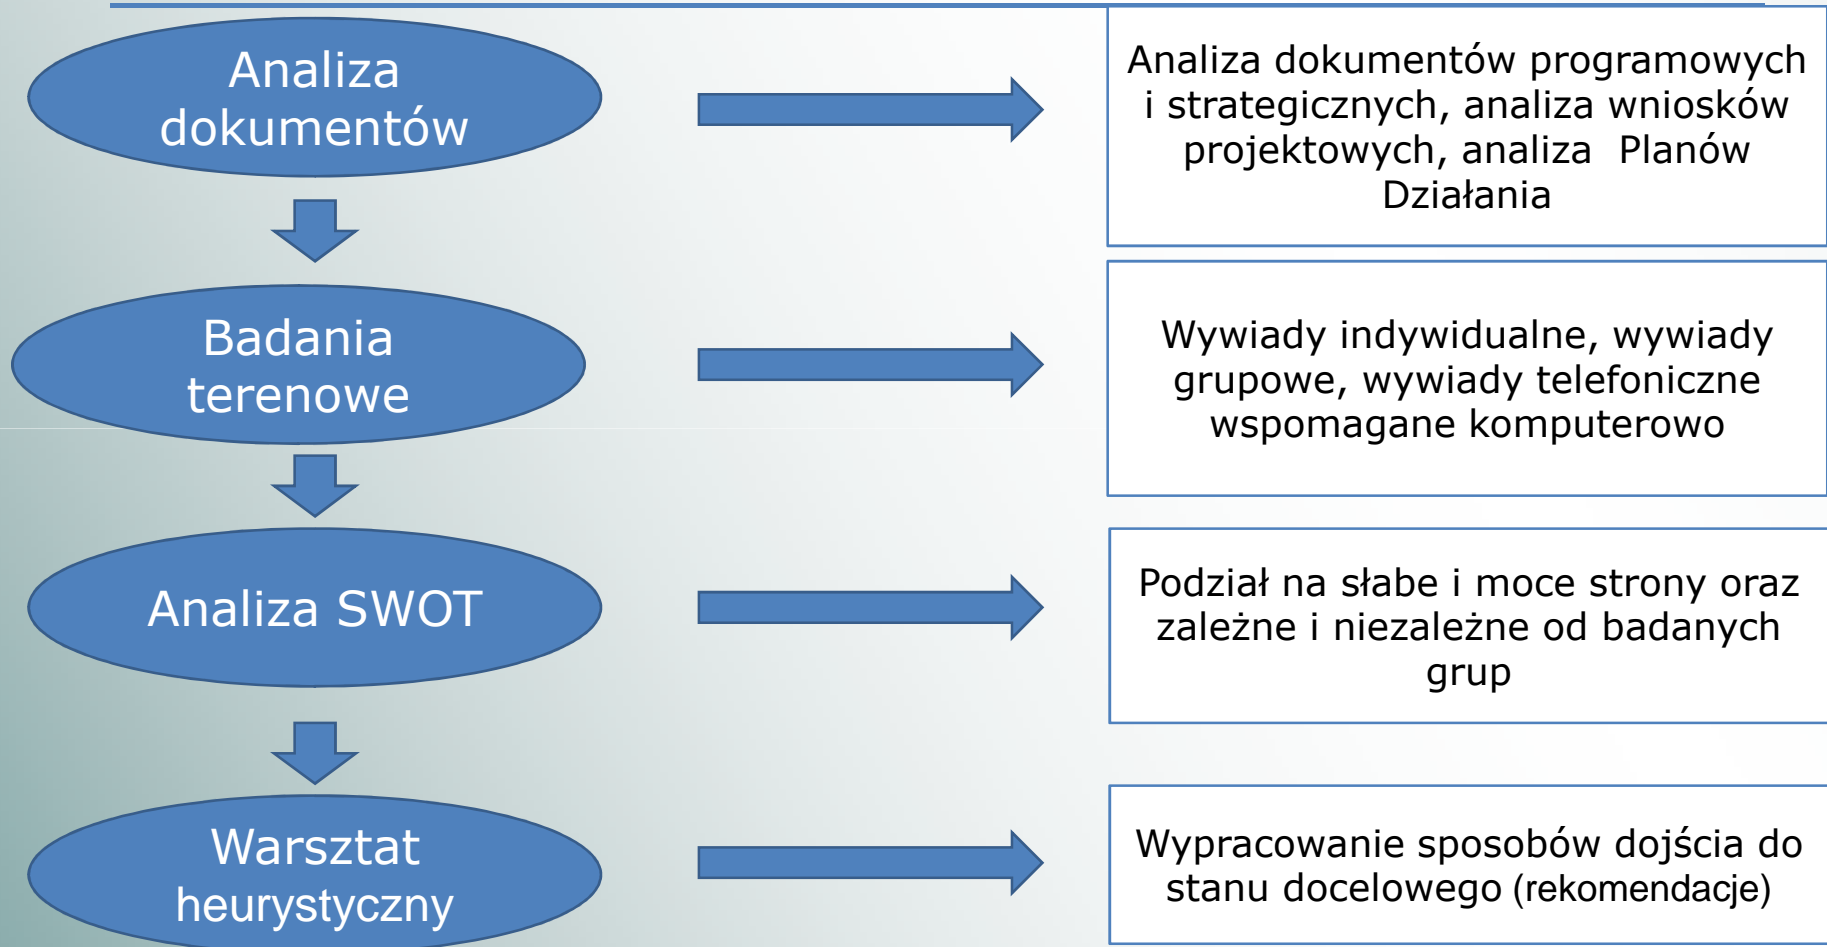 Analiza
dokumentów
Analiza dokumentów programowych
i strategicznych, analiza wniosków
projektowych, analiza  Planów
Działania
Badania
terenowe
Wywiady indywidualne, wywiady
grupowe, wywiady telefoniczne
wspomagane komputerowo
Analiza SWOT
Podział na słabe i moce strony oraz
zależne i niezależne od badanych
grup
Warsztat
heurystyczny
Wypracowanie sposobów dojścia do
stanu docelowego (rekomendacje)